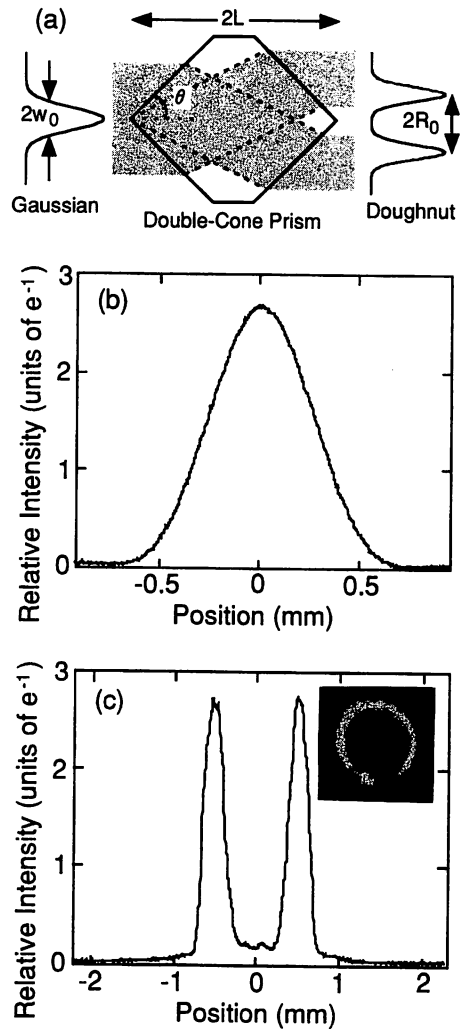 (a)
2L
θ
2w₀
2R₀
Gaussian
Double-Cone Prism
Doughnut
(b)
Relative Intensity (units of e⁻¹)
3
2
1
0
-0.5
0
0.5
Position (mm)
(c)
Relative Intensity (units of e⁻¹)
3
2
1
0
-2
-1
0
1
2
Position (mm)